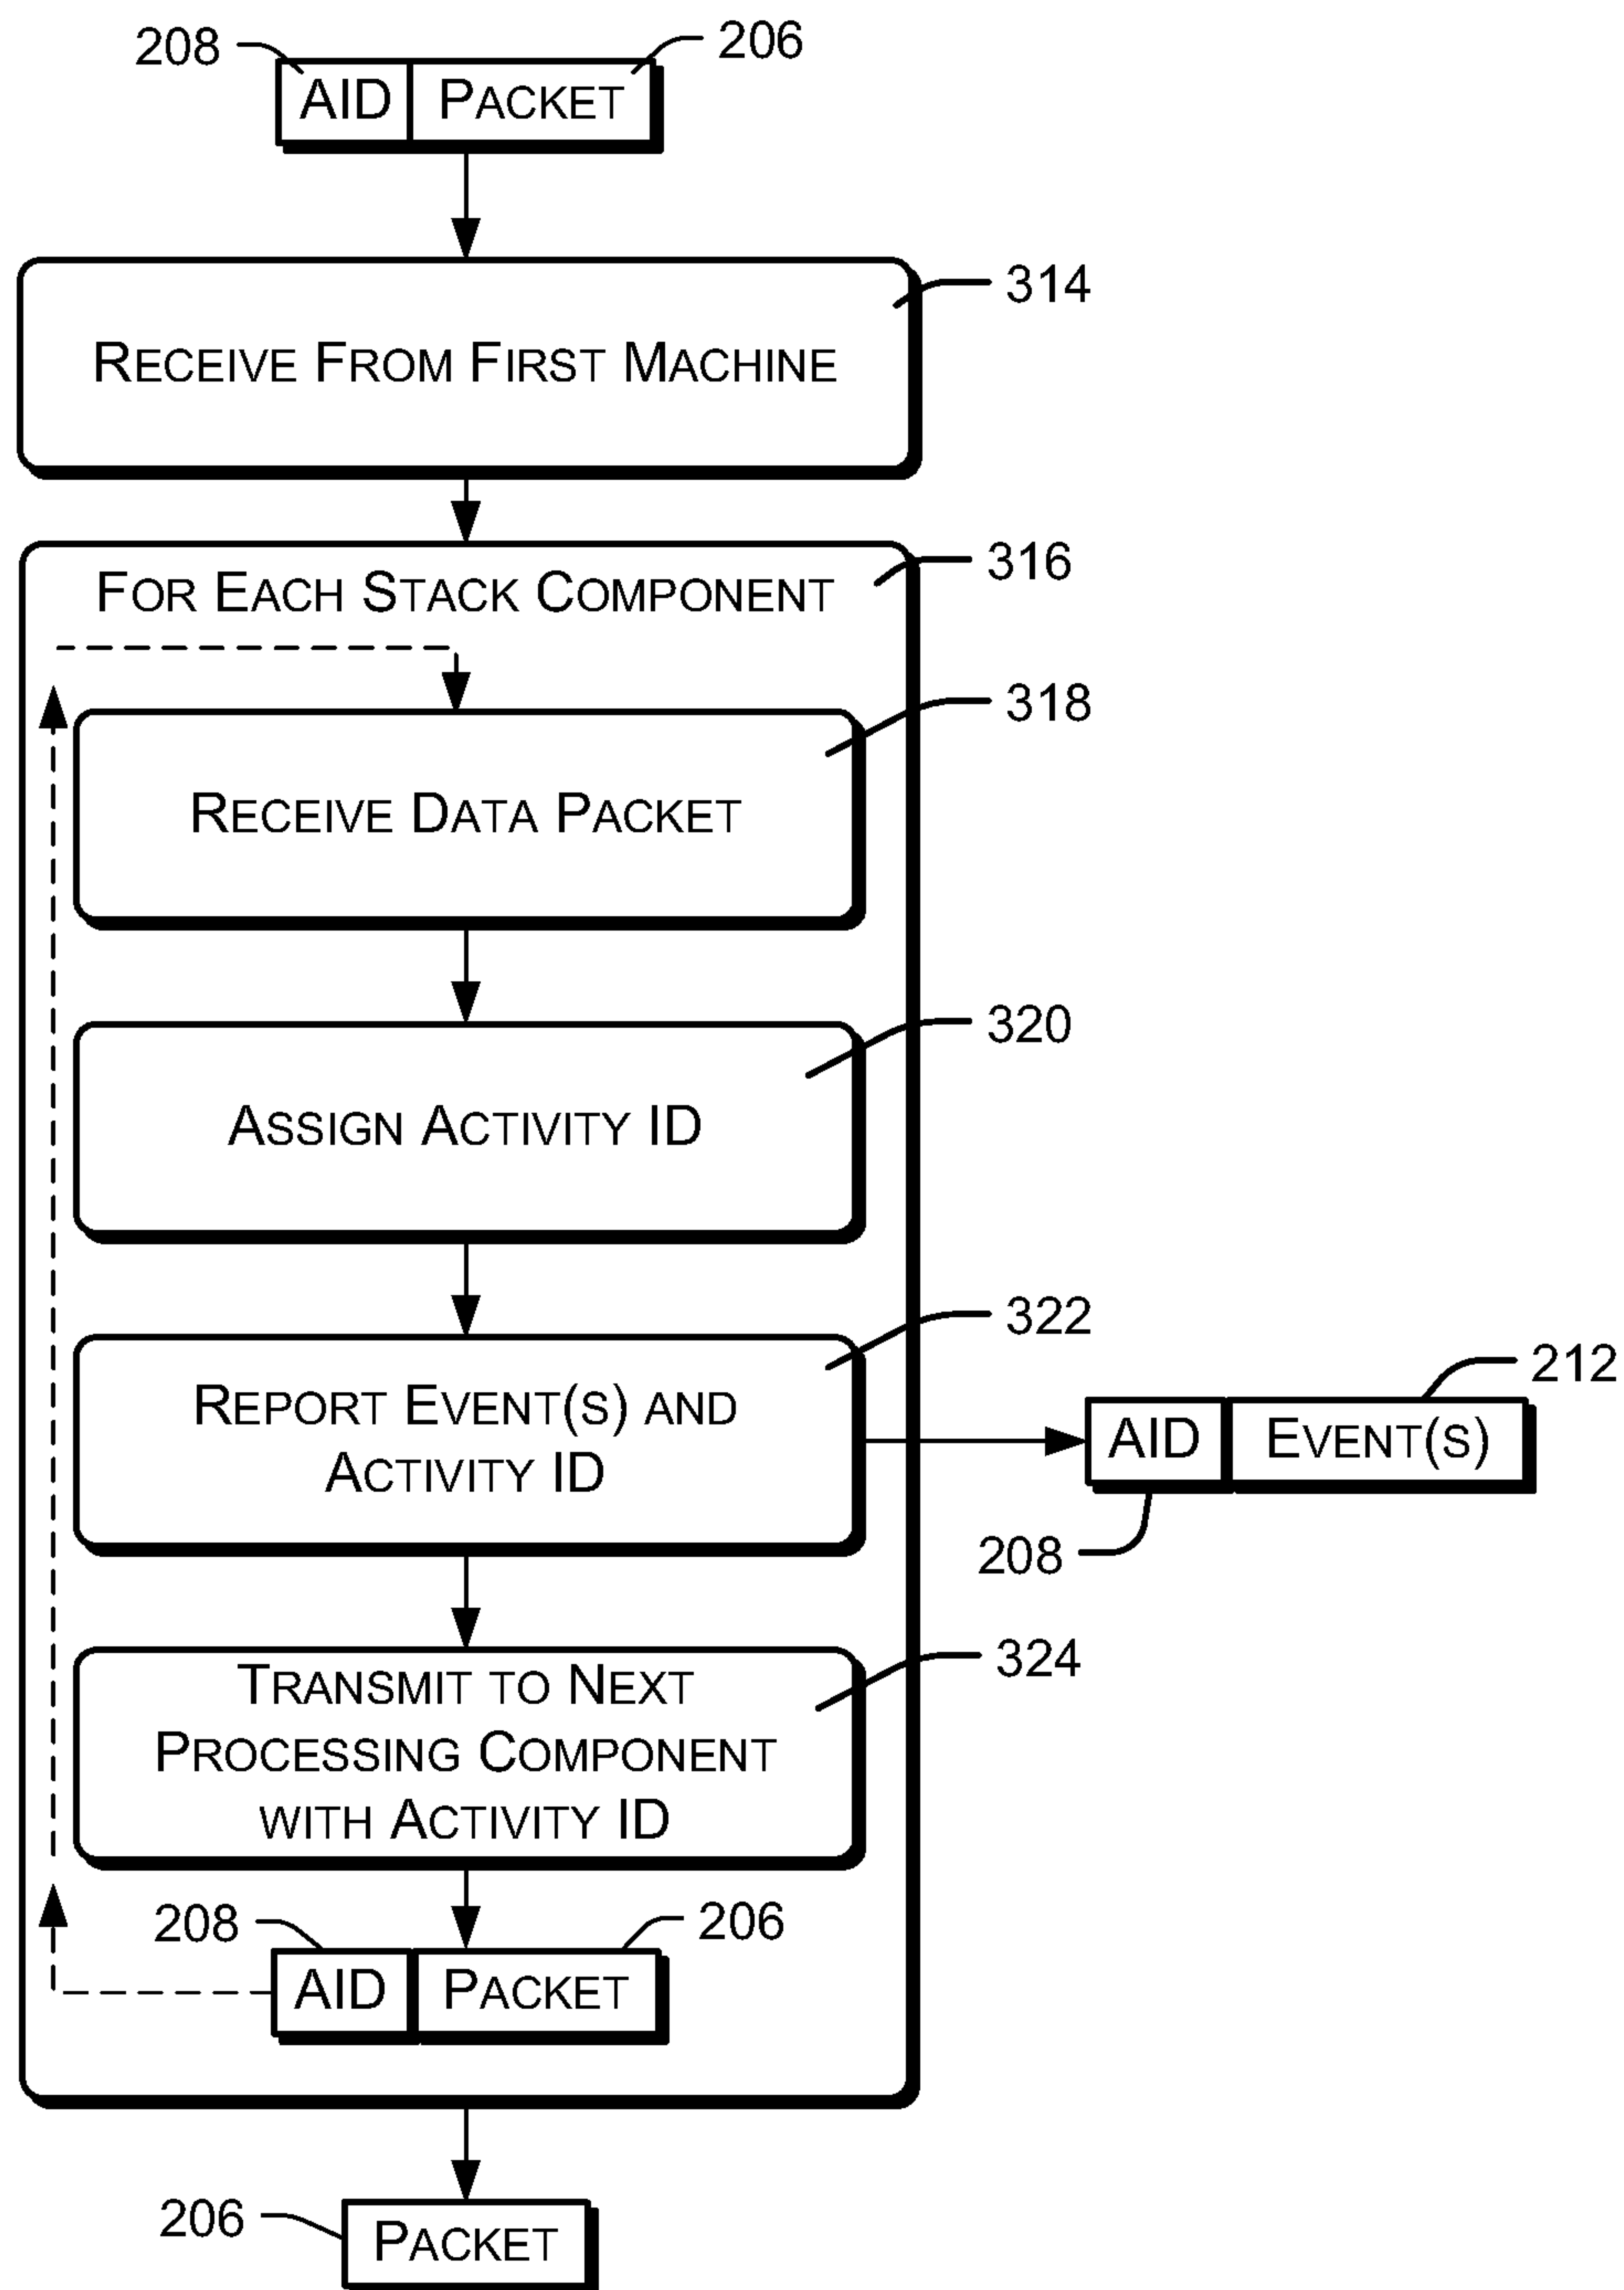 208
206
AID
PACKET
314
RECEIVE FROM FIRST MACHINE
316
FOR EACH STACK COMPONENT
318
RECEIVE DATA PACKET
320
ASSIGN ACTIVITY ID
322
REPORT EVENT(S) AND
ACTIVITY ID
212
AID
EVENT(S)
208
324
TRANSMIT TO NEXT
PROCESSING COMPONENT
WITH ACTIVITY ID
208
206
AID
PACKET
206
PACKET